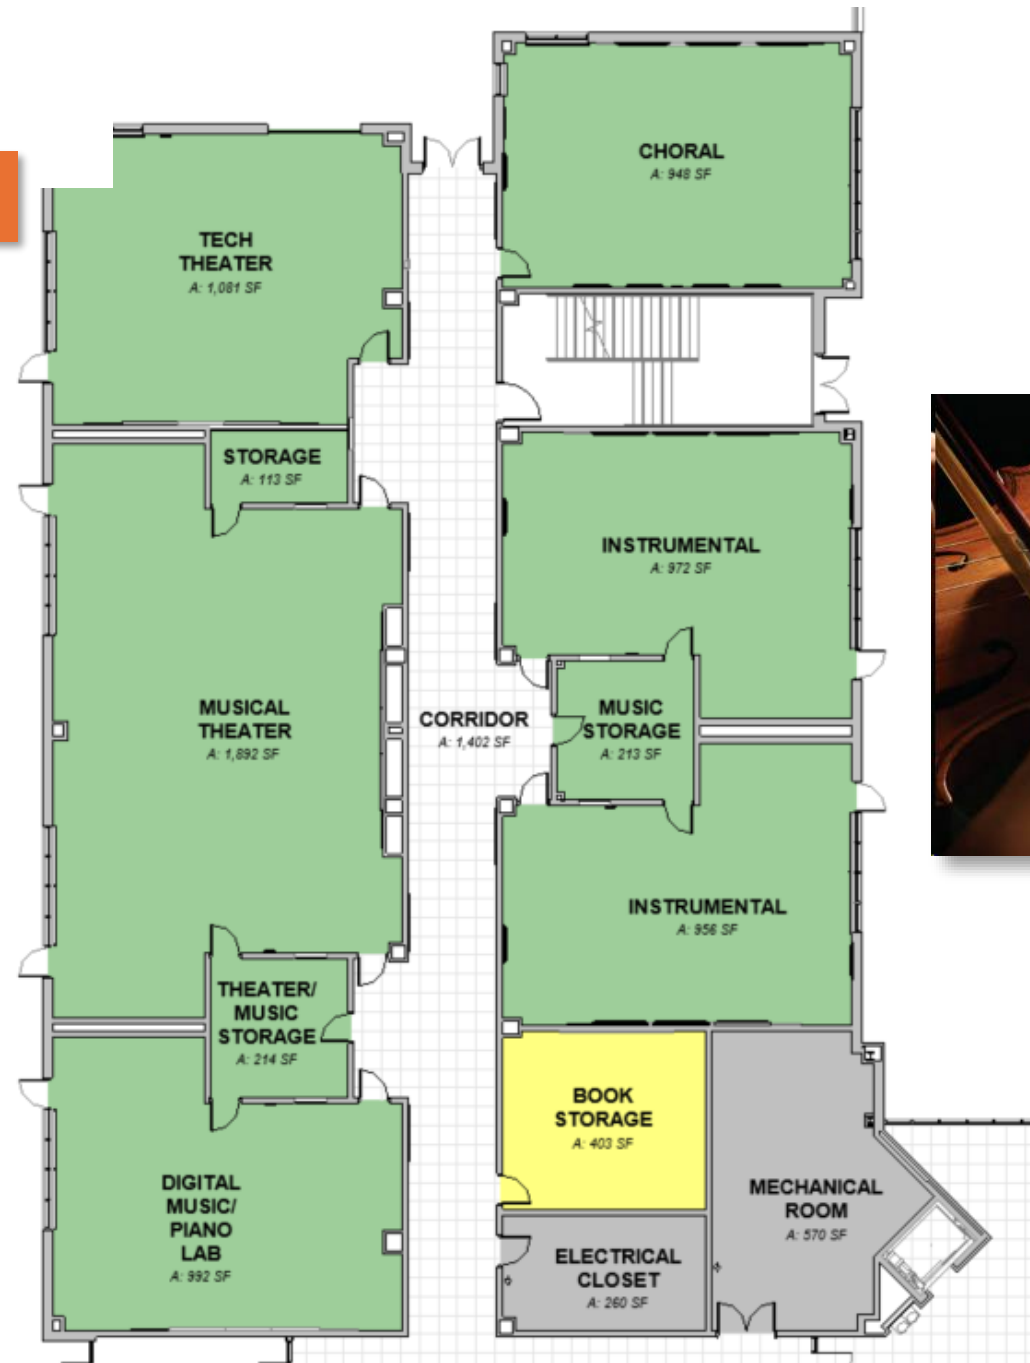 CHORAL
A: 948 SF
TECH
THEATER
A: 1,081 SF
STORAGE
A: 113 SF
INSTRUMENTAL
A: 972 SF
MUSICAL
THEATER
A: 1,892 SF
CORRIDOR
A: 1,402 SF
MUSIC
STORAGE
A: 213 SF
INSTRUMENTAL
A: 956 SF
THEATER/
MUSIC
STORAGE
A: 214 SF
BOOK
STORAGE
A: 403 SF
DIGITAL
MUSIC/
PIANO
LAB
A: 992 SF
MECHANICAL
ROOM
A: 570 SF
ELECTRICAL
CLOSET
A: 260 SF